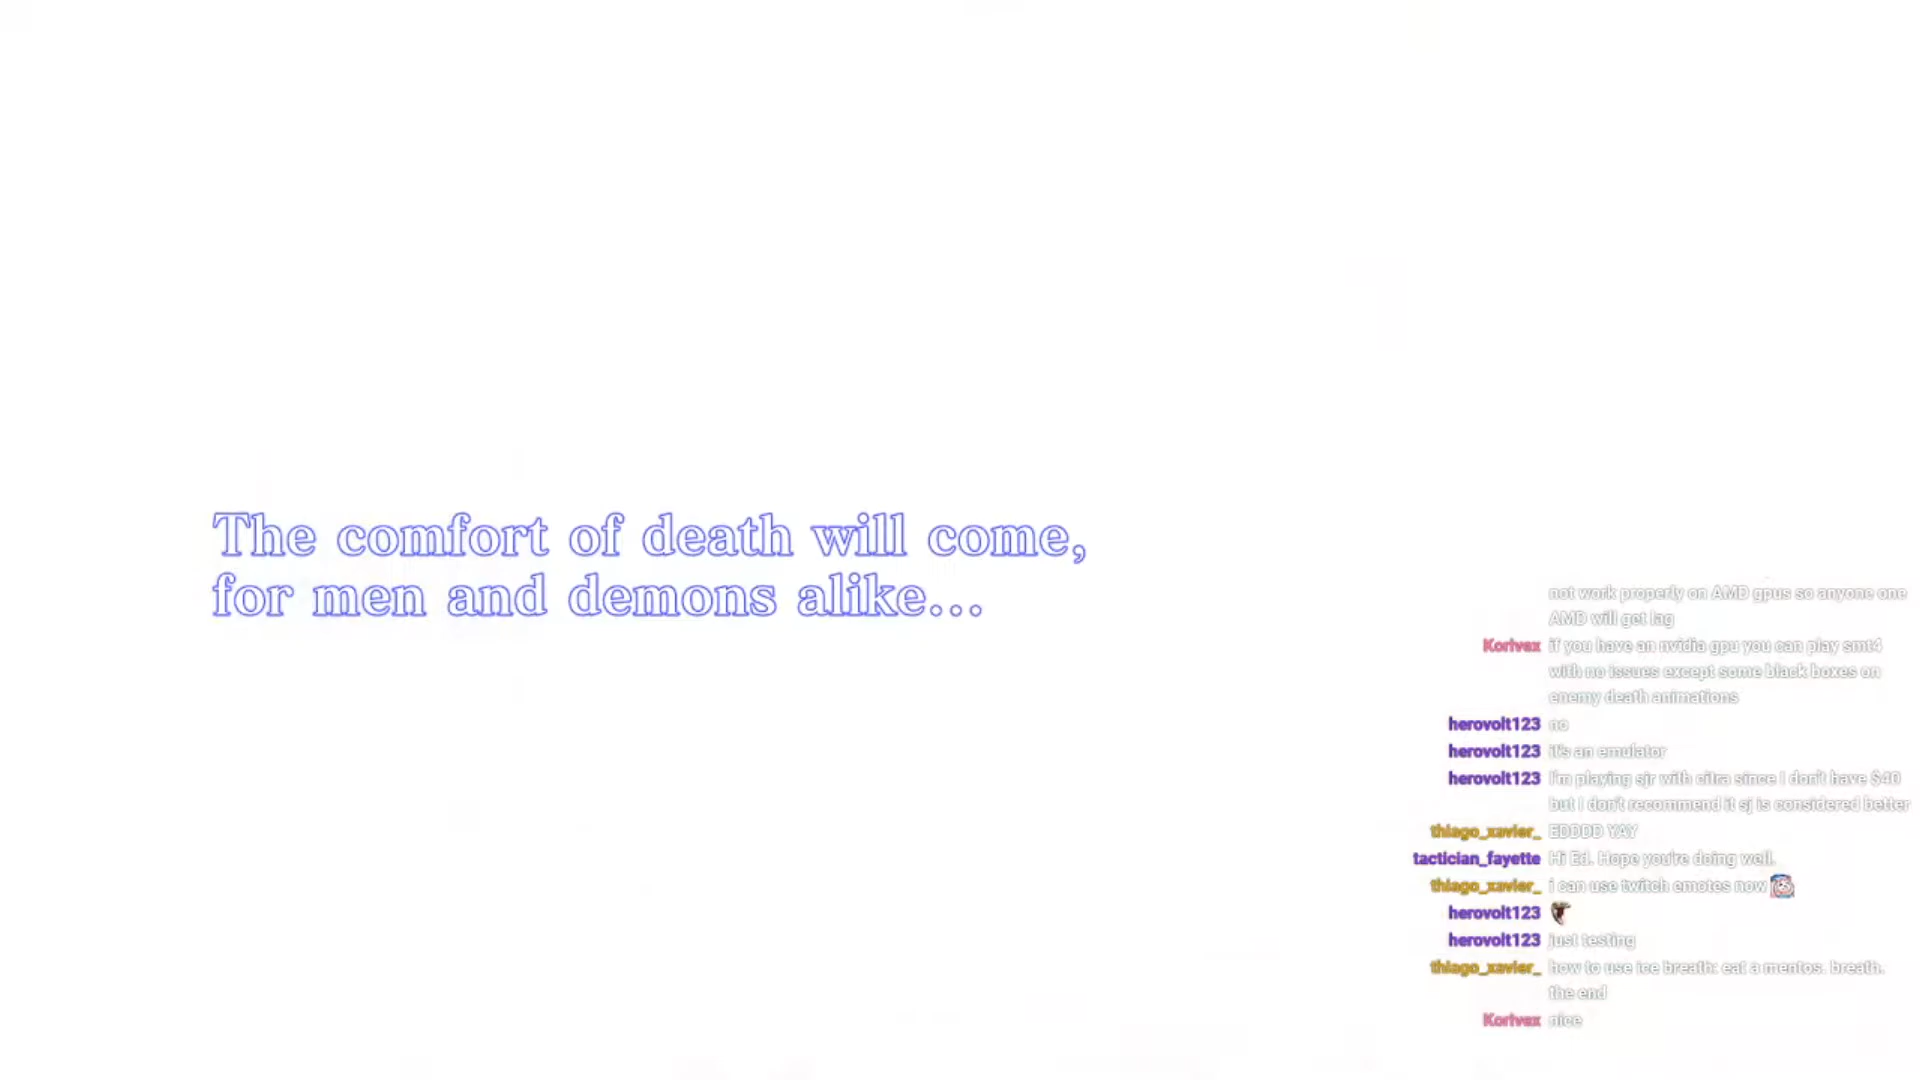 The comfort of death will come,
for men and demons alike...
not work properly on AMD gpus so anyone one
AMD will get lag
Korivex if you have an nvidia gpu you can play smt4
with no issues except some black boxes on
enemy death animations
herovolt123 no
herovolt123 it's an emulator
herovolt123 I'm playing sjr with citra since I don't have $40
but I don't recommend it sj is considered better
thiago_xavier_ EDDDD YAY
tactician_fayette Hi Ed. Hope you're doing well.
thiago_xavier_ i can use twitch emotes now
herovolt123
herovolt123 just testing
thiago_xavier_ how to use ice breath: eat a mentos. breath.
the end
Korivex nice